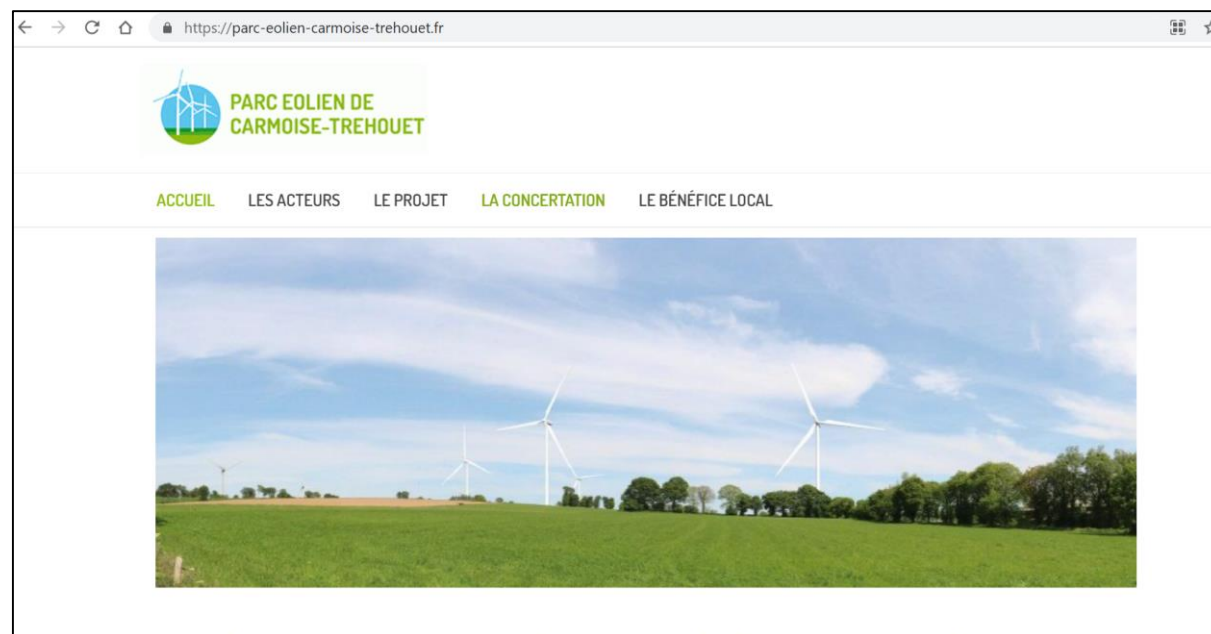 https://parc-eolien-carmoise-trehouet.fr
PARC EOLIEN DE
CARMOISE-TREHOUET
ACCUEIL LES ACTEURS LE PROJET LA CONCERTATION LE BÉNÉFICE LOCAL